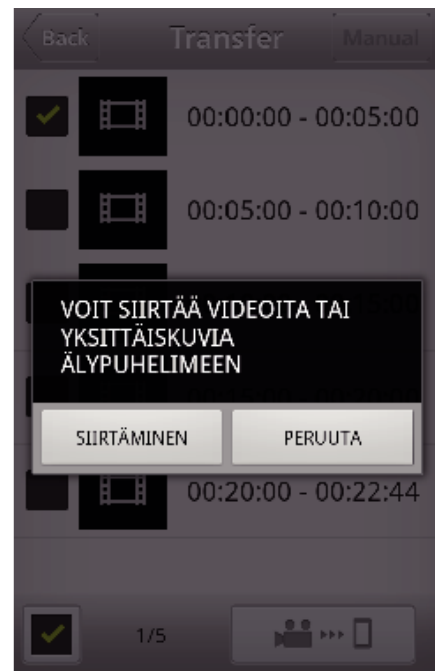 Back Transfer Manual
00:00:00 - 00:05:00
00:05:00 - 00:10:00
VOIT SIIRTÄÄ VIDEOITA TAI
YKSITTÄISKUVIA
ÄLYPUHELIMEEN
SIIRTÄMINEN PERUUTA
00:20:00 - 00:22:44
1/5